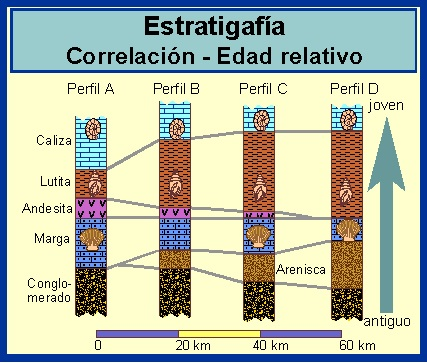 Estratigafía
Correlación - Edad relativo
Perfil A Perfil B Perfil C Perfil D
joven
Caliza
Lutita
Andesita
Marga
Conglo-
merado
Arenisca
antiguo
0 20 km 40 km 60 km